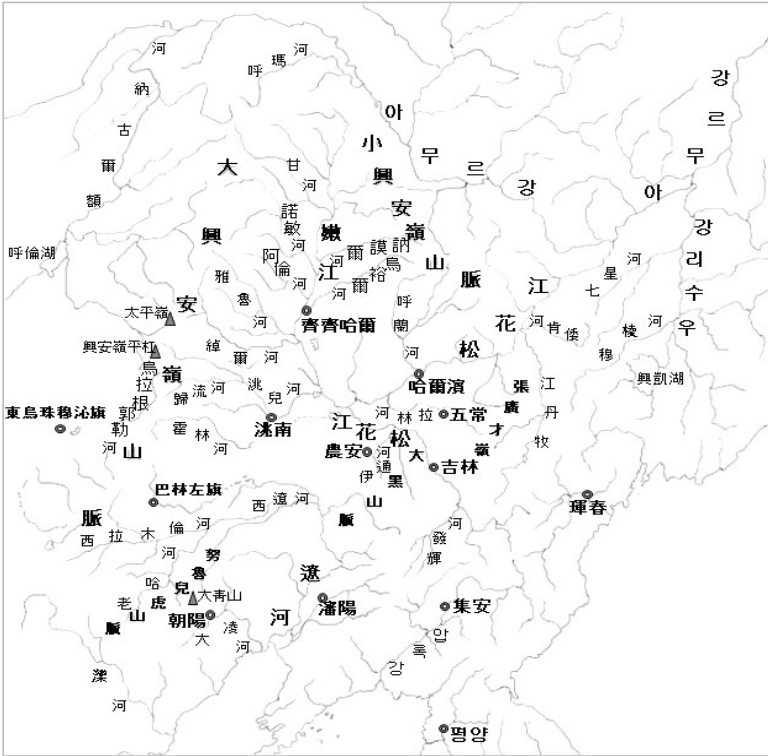 額爾古納河
呼瑪河
아무르강
아무르강
小興安嶺山脈
大興安嶺山脈
甘河
諾敏河
嫩江
訥謨爾河
烏裕爾河
阿倫河
雅魯河
呼倫湖
呼蘭河
太平嶺
齊齊哈爾
興安嶺平杠
綽爾河
松花江
七星河
우수리강
倭肯河
穆棱河
興凱湖
烏拉根郭勒河
歸流河
洮兒河
哈爾濱
張廣才嶺
牡丹江
東烏珠穆沁旗
霍林河
洮南
松花江
拉林河
五常
農安
伊通河
大黑山脈
吉林
巴林左旗
西遼河
琿春
西拉木倫河
輝發河
努魯兒虎山脈
老哈河
大靑山
朝陽
大凌河
遼河
瀋陽
集安
압록강
灤河
평양